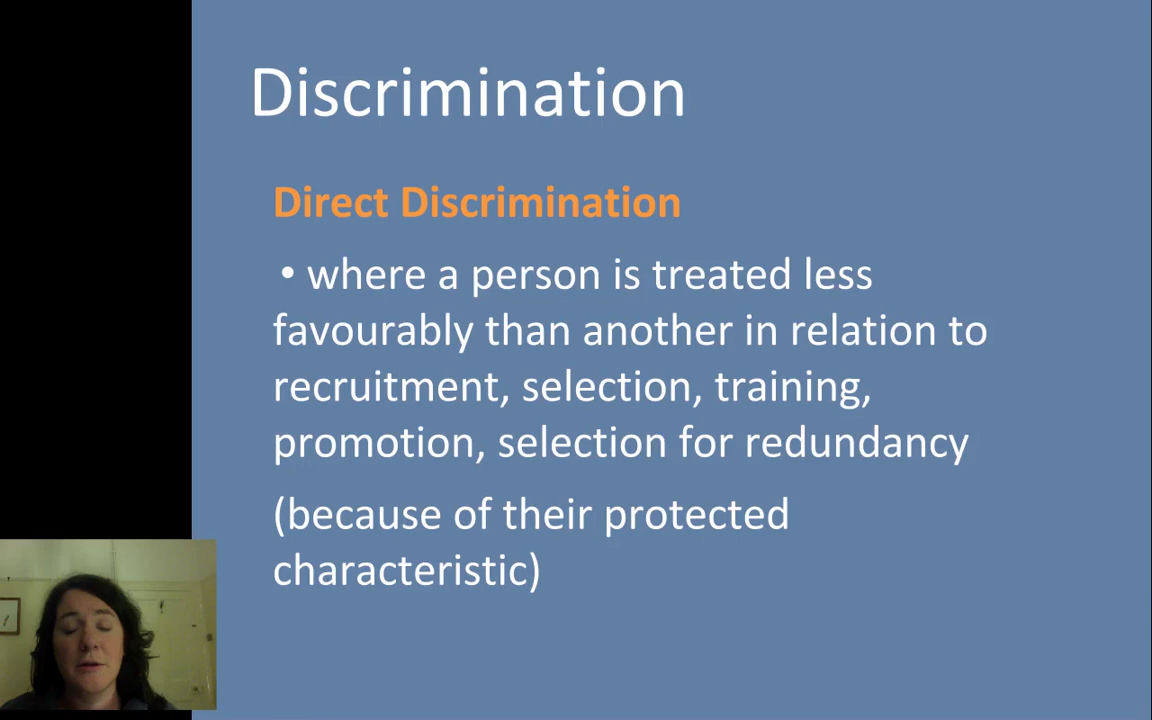 Discrimination
Direct Discrimination
• where a person is treated less
favourably than another in relation to
recruitment, selection, training,
promotion, selection for redundancy
(because of their protected
characteristic)